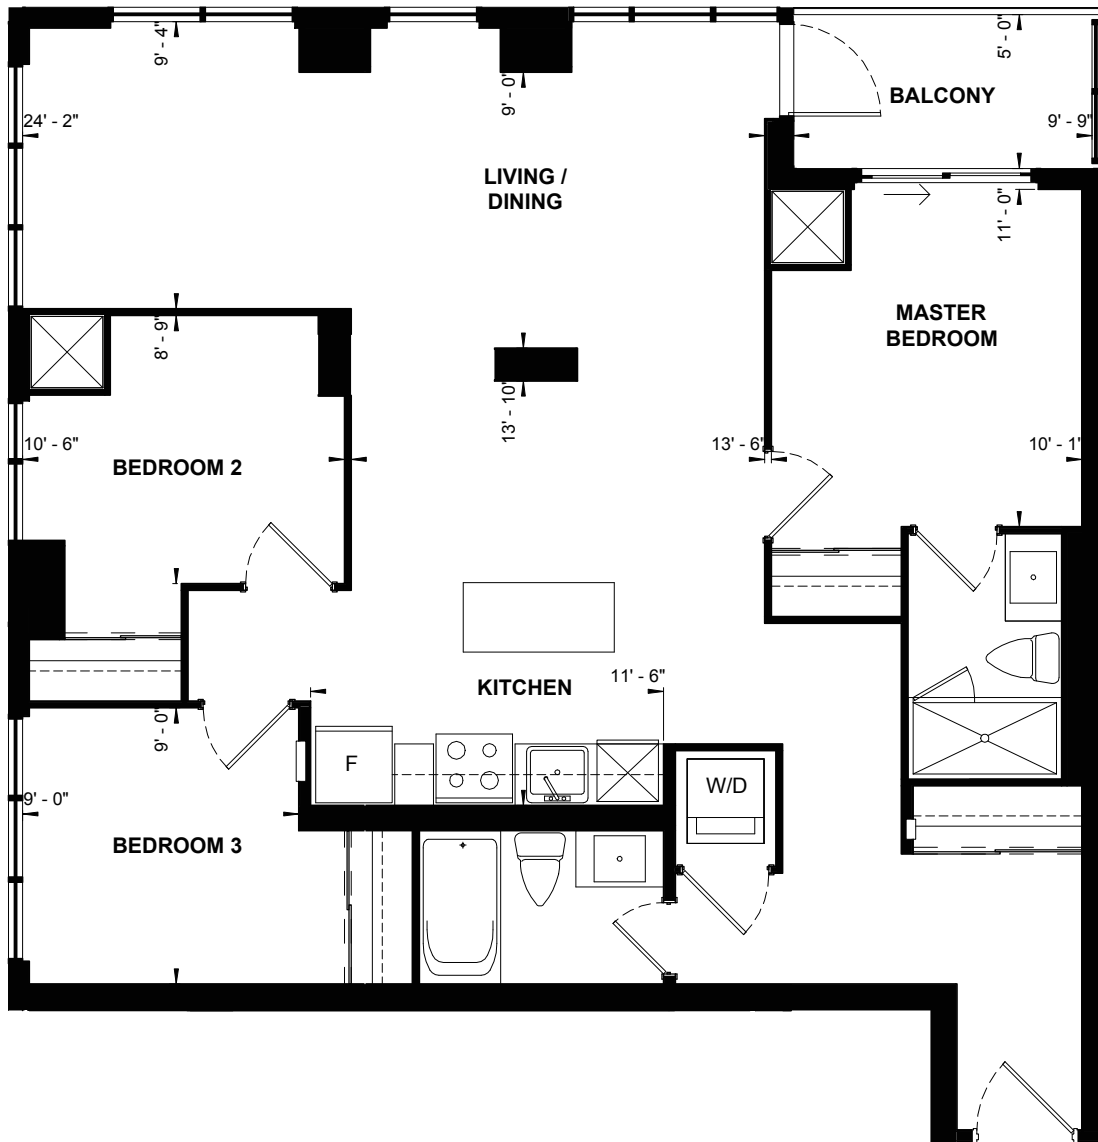 9' - 4"
9' - 0"
5' - 0"
BALCONY
24' - 2"
9' - 9"
LIVING /
DINING
11' - 0"
MASTER
BEDROOM
8' - 9"
13' - 10"
10' - 6"
BEDROOM 2
13' - 6"
10' - 1"
KITCHEN
11' - 6"
9' - 0"
F
W/D
9' - 0"
BEDROOM 3